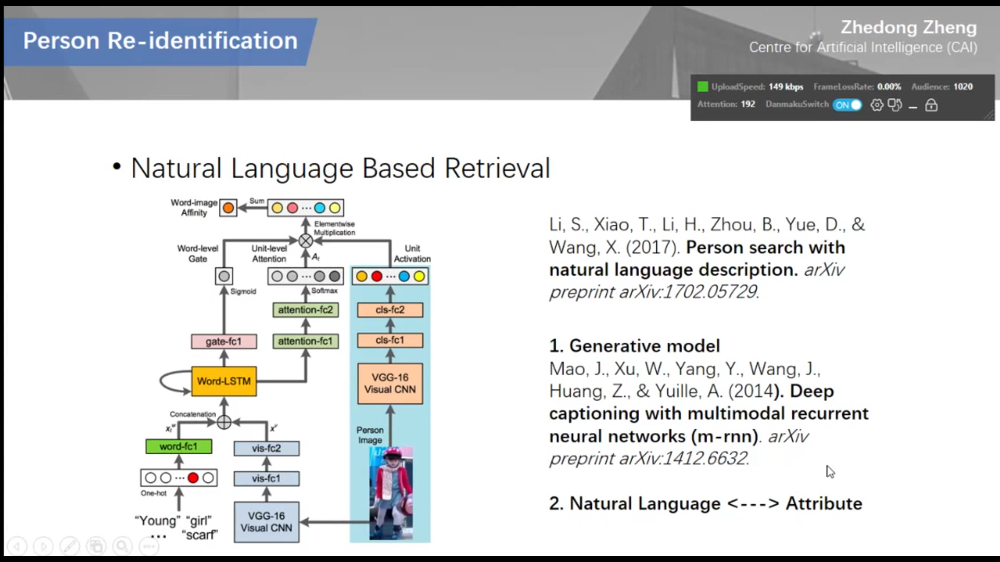 Person Re-identification
Zhedong Zheng
Centre for Artificial Intelligence (CAI)
UploadSpeed: 149 kbps FrameLossRate: 0.00% Audience: 1020
Attention: 192 DanmakuSwitch ON
• Natural Language Based Retrieval
Word-image
Affinity
Sum
Elementwise
Multiplication
Word-level
Gate
Unit-level
Attention
At
Unit
Activation
Sigmoid
Softmax
attention-fc2
cls-fc2
gate-fc1
attention-fc1
cls-fc1
Word-LSTM
VGG-16
Visual CNN
Concatenation
xtw
xv
Person
Image
word-fc1
vis-fc2
vis-fc1
One-hot
VGG-16
Visual CNN
“Young” “girl”
... “scarf”
Li, S., Xiao, T., Li, H., Zhou, B., Yue, D., &
Wang, X. (2017). Person search with
natural language description. arXiv
preprint arXiv:1702.05729.
1. Generative model
Mao, J., Xu, W., Yang, Y., Wang, J.,
Huang, Z., & Yuille, A. (2014). Deep
captioning with multimodal recurrent
neural networks (m-rnn). arXiv
preprint arXiv:1412.6632.
2. Natural Language <---> Attribute